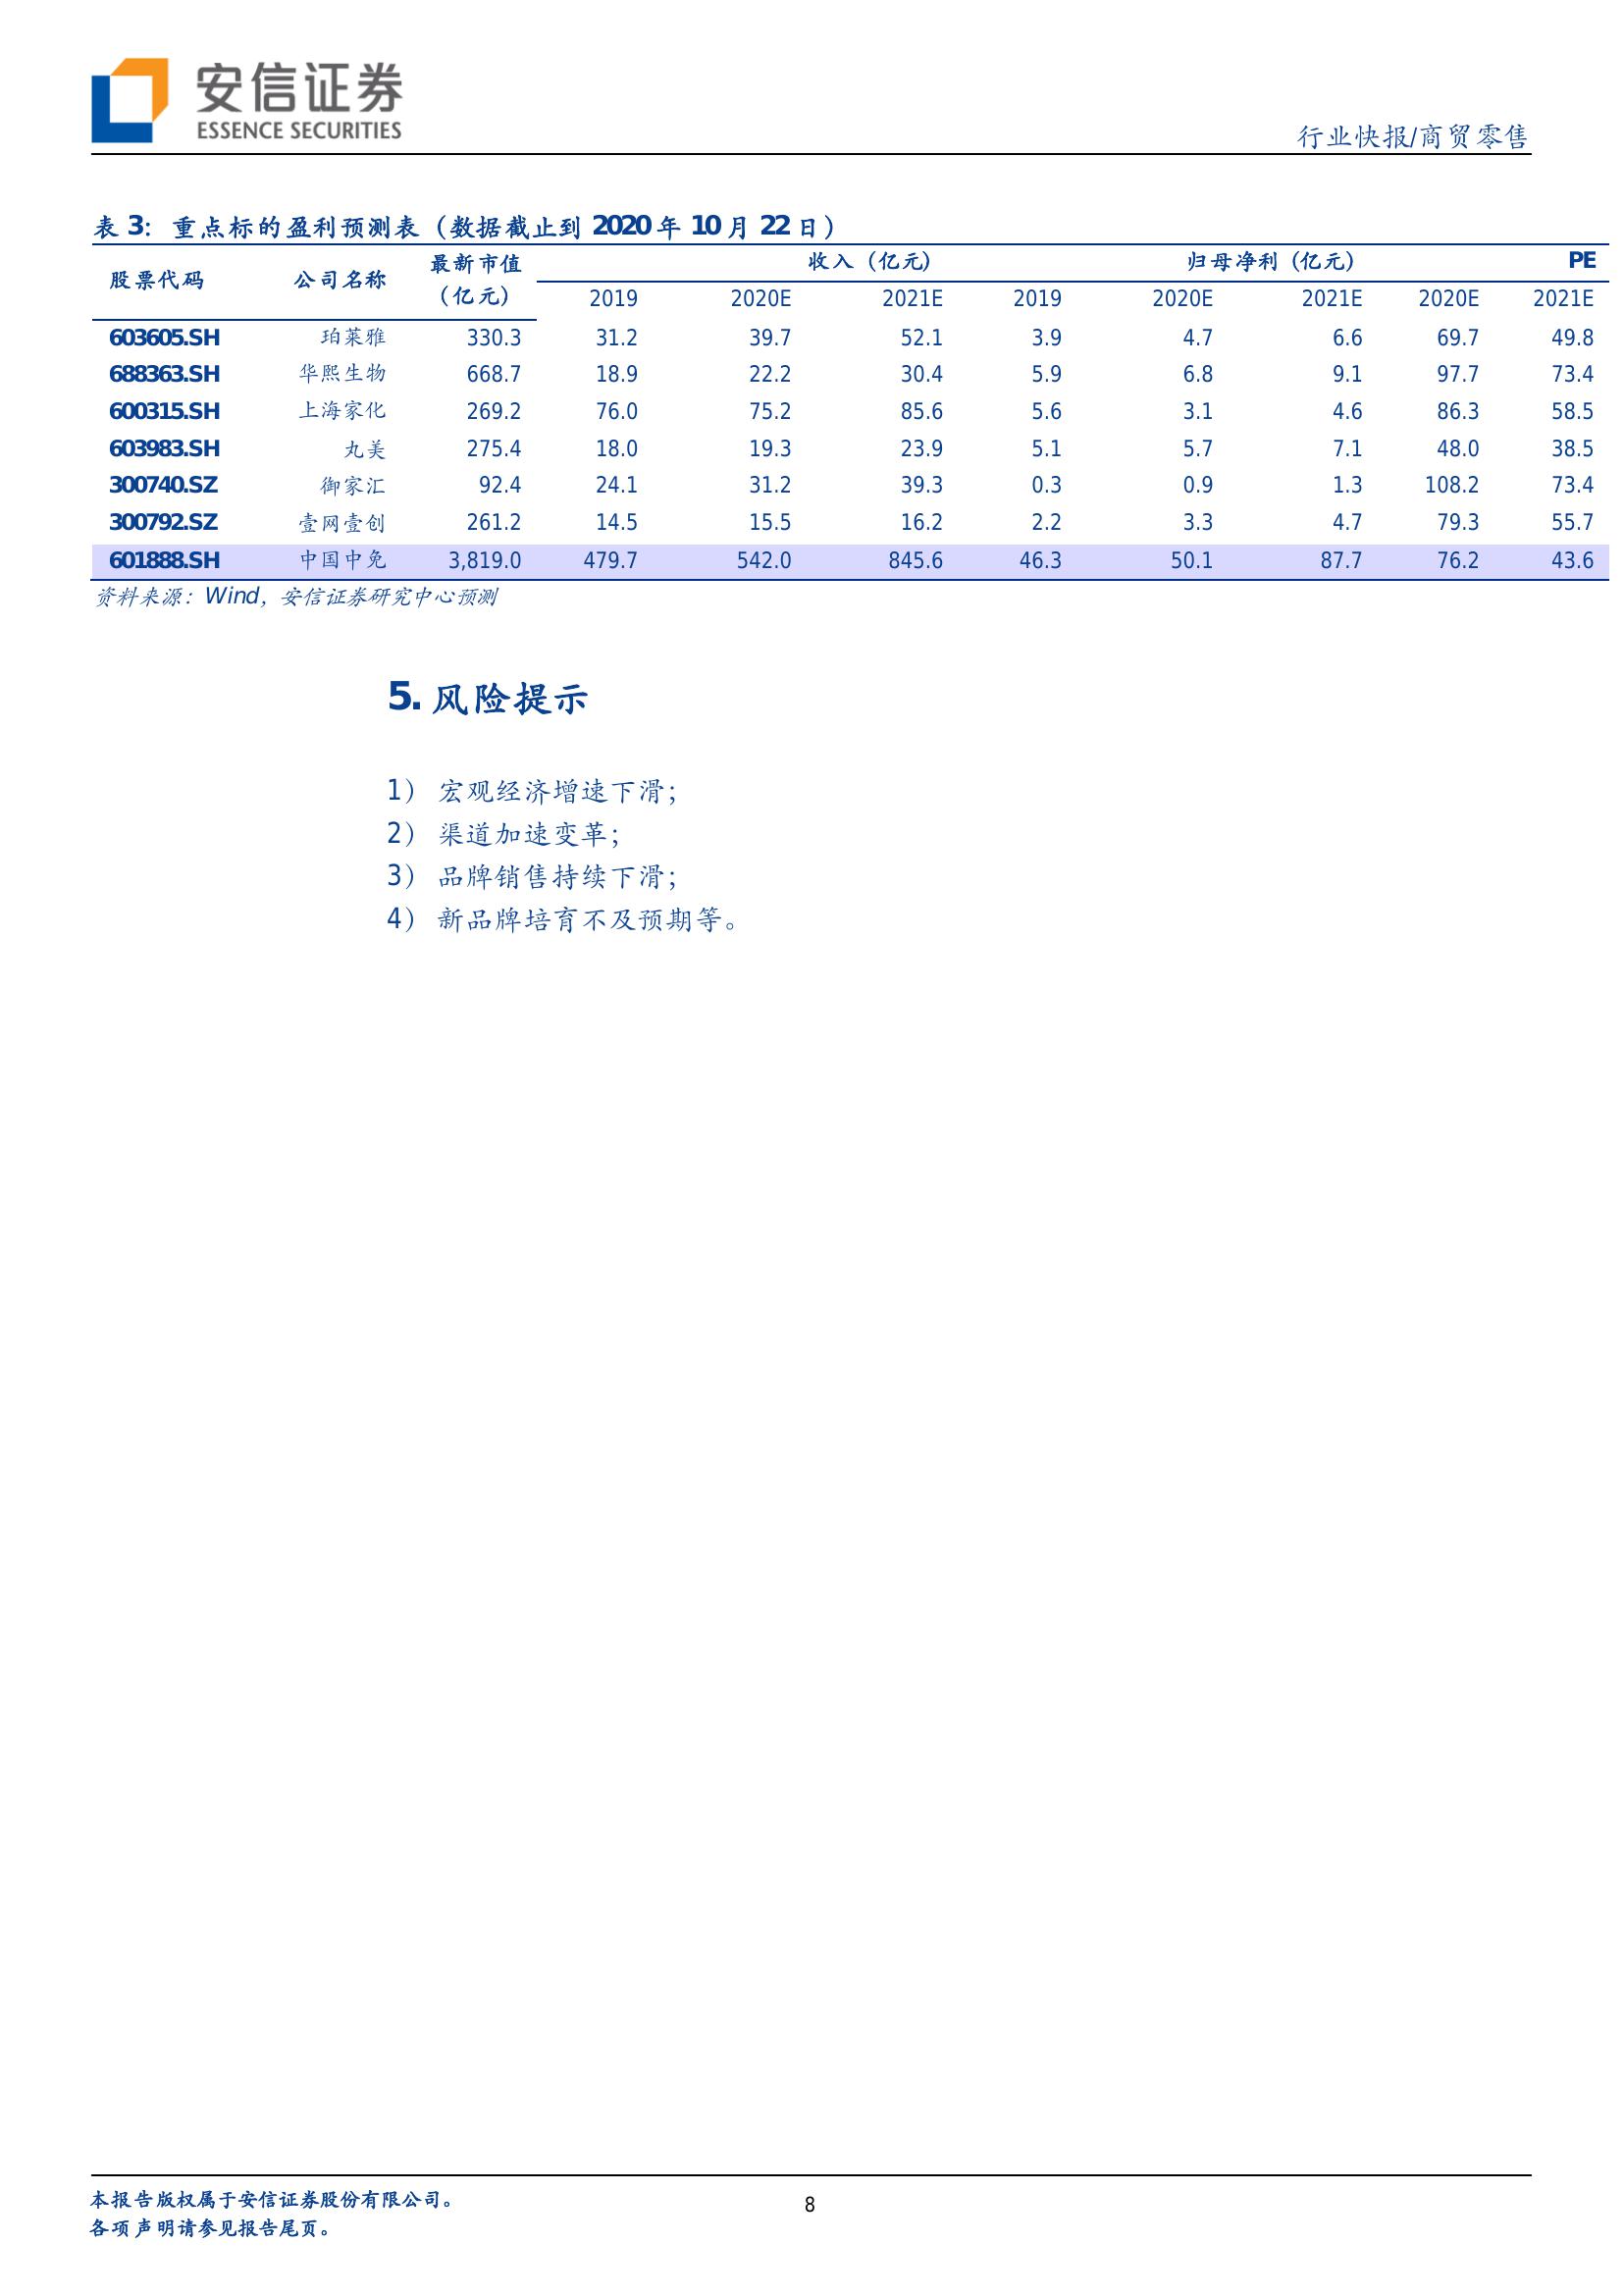 安信证券
ESSENCE SECURITIES
行业快报/商贸零售
表 3：重点标的盈利预测表（数据截止到 2020 年 10 月 22 日）
股票代码 公司名称 最新市值（亿元） 收入（亿元） 归母净利（亿元） PE
2019 2020E 2021E 2019 2020E 2021E 2020E 2021E
603605.SH 珀莱雅 330.3 31.2 39.7 52.1 3.9 4.7 6.6 69.7 49.8
688363.SH 华熙生物 668.7 18.9 22.2 30.4 5.9 6.8 9.1 97.7 73.4
600315.SH 上海家化 269.2 76.0 75.2 85.6 5.6 3.1 4.6 86.3 58.5
603983.SH 丸美 275.4 18.0 19.3 23.9 5.1 5.7 7.1 48.0 38.5
300740.SZ 御家汇 92.4 24.1 31.2 39.3 0.3 0.9 1.3 108.2 73.4
300792.SZ 壹网壹创 261.2 14.5 15.5 16.2 2.2 3.3 4.7 79.3 55.7
601888.SH 中国中免 3,819.0 479.7 542.0 845.6 46.3 50.1 87.7 76.2 43.6
资料来源：Wind，安信证券研究中心预测
5. 风险提示
1） 宏观经济增速下滑；
2） 渠道加速变革；
3） 品牌销售持续下滑；
4） 新品牌培育不及预期等。
本报告版权属于安信证券股份有限公司。
各项声明请参见报告尾页。
8